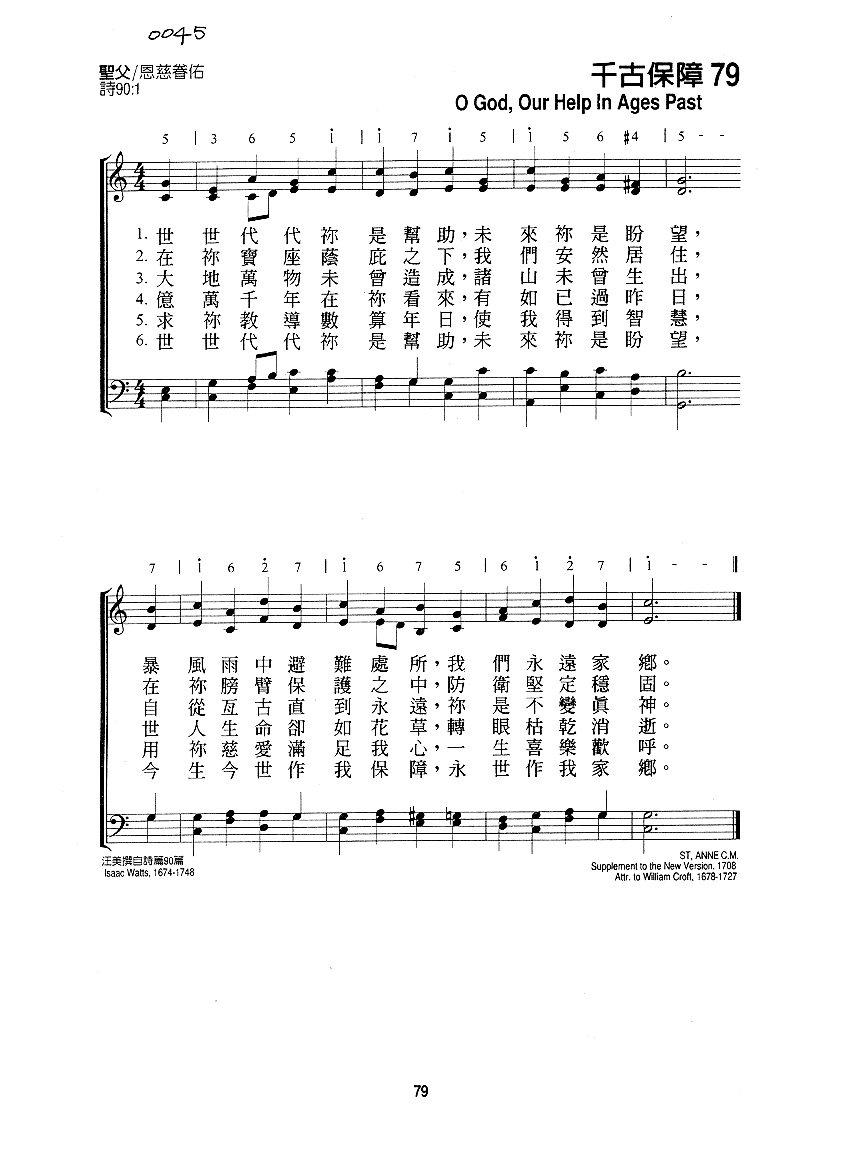 0045
聖父/恩慈眷佑
詩90:1
千古保障 79
O God, Our Help In Ages Past
5 | 3 6 5 i | i 7 i 5 | i 5 6 #4 | 5 - -
1. 世 世 代 代 祢 是 幫 助，未 來 祢 是 盼 望，
2. 在 祢 寶 座 蔭 庇 之 下，我 們 安 然 居 住，
3. 大 地 萬 物 未 曾 造 成，諸 山 未 曾 生 出，
4. 億 萬 千 年 在 祢 看 來，有 如 已 過 昨 日，
5. 求 祢 教 導 數 算 年 日，使 我 得 到 智 慧，
6. 世 世 代 代 祢 是 幫 助，未 來 祢 是 盼 望，
7 | i 6 2̇ 7 | i 6 7 5 | 6 i 2̇ 7 | i - - ‖
暴 風 雨 中 避 難 處 所，我 們 永 遠 家 鄉。
在 祢 膀 臂 保 護 之 中，防 衛 堅 定 穩 固。
自 從 亙 古 直 到 永 遠，祢 是 不 變 眞 神。
世 人 生 命 卻 如 花 草，轉 眼 枯 乾 消 逝。
用 祢 慈 愛 滿 足 我 心，一 生 喜 樂 歡 呼。
今 生 今 世 作 我 保 障，永 世 作 我 家 鄉。
汪美撰自詩篇90篇
Isaac Watts, 1674-1748
ST, ANNE C.M.
Supplement to the New Version, 1708
Attr. to William Croft, 1678-1727
79